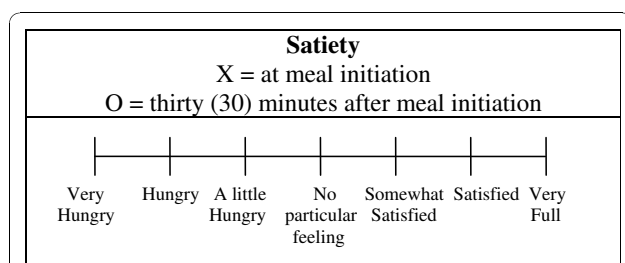 Satiety
X = at meal initiation
O = thirty (30) minutes after meal initiation
Very Hungry A little No Somewhat Satisfied Very
Hungry Hungry particular Satisfied Full
feeling